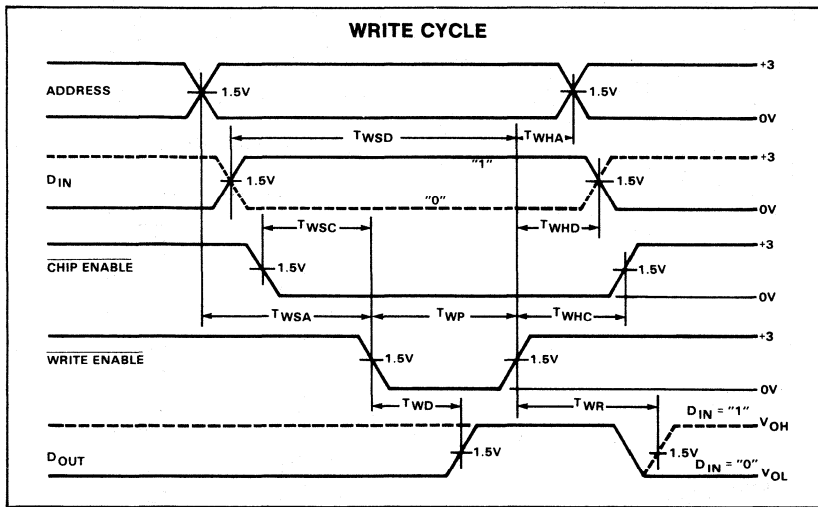 WRITE CYCLE
+3
ADDRESS
1.5V
1.5V
0V
TWSD
TWHA
"1"
+3
DIN
1.5V
1.5V
"0"
0V
TWSC
TWHD
+3
CHIP ENABLE
1.5V
1.5V
0V
TWSA
TWP
TWHC
+3
WRITE ENABLE
1.5V
1.5V
0V
TWD
TWR
DIN = "1"
VOH
DOUT
1.5V
1.5V
DIN = "0"
VOL